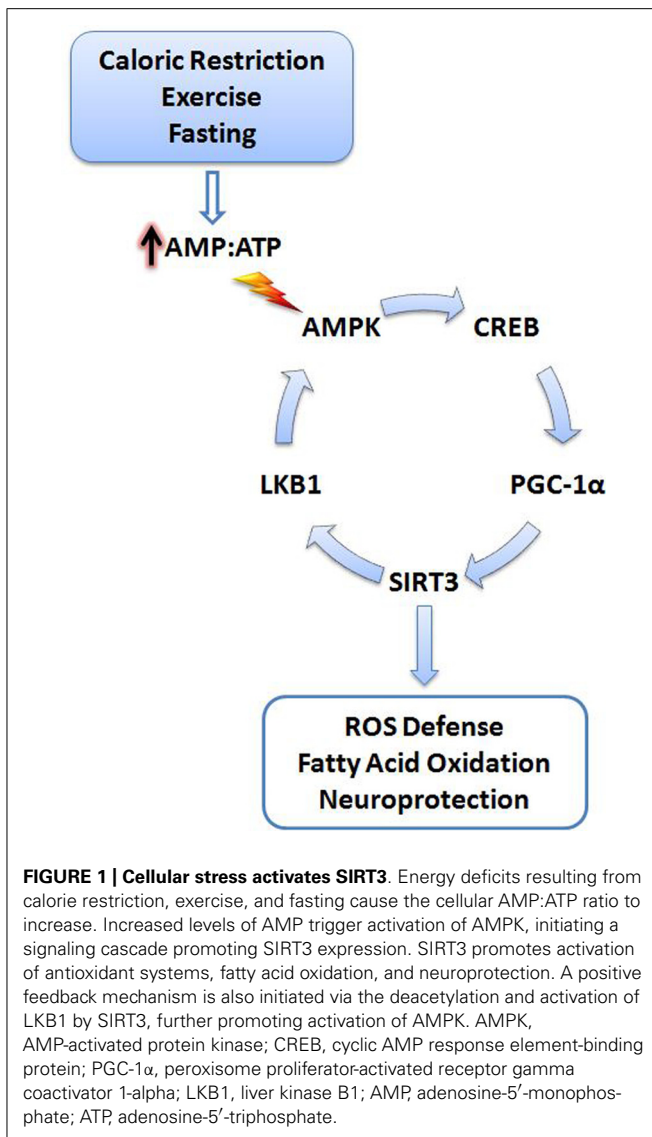 Caloric Restriction
Exercise
Fasting
AMP:ATP
AMPK
CREB
LKB1
PGC-1α
SIRT3
ROS Defense
Fatty Acid Oxidation
Neuroprotection
FIGURE 1 | Cellular stress activates SIRT3. Energy deficits resulting from
calorie restriction, exercise, and fasting cause the cellular AMP:ATP ratio to
increase. Increased levels of AMP trigger activation of AMPK, initiating a
signaling cascade promoting SIRT3 expression. SIRT3 promotes activation
of antioxidant systems, fatty acid oxidation, and neuroprotection. A positive
feedback mechanism is also initiated via the deacetylation and activation of
LKB1 by SIRT3, further promoting activation of AMPK. AMPK,
AMP-activated protein kinase; CREB, cyclic AMP response element-binding
protein; PGC-1α, peroxisome proliferator-activated receptor gamma
coactivator 1-alpha; LKB1, liver kinase B1; AMP, adenosine-5′-monophos-
phate; ATP, adenosine-5′-triphosphate.